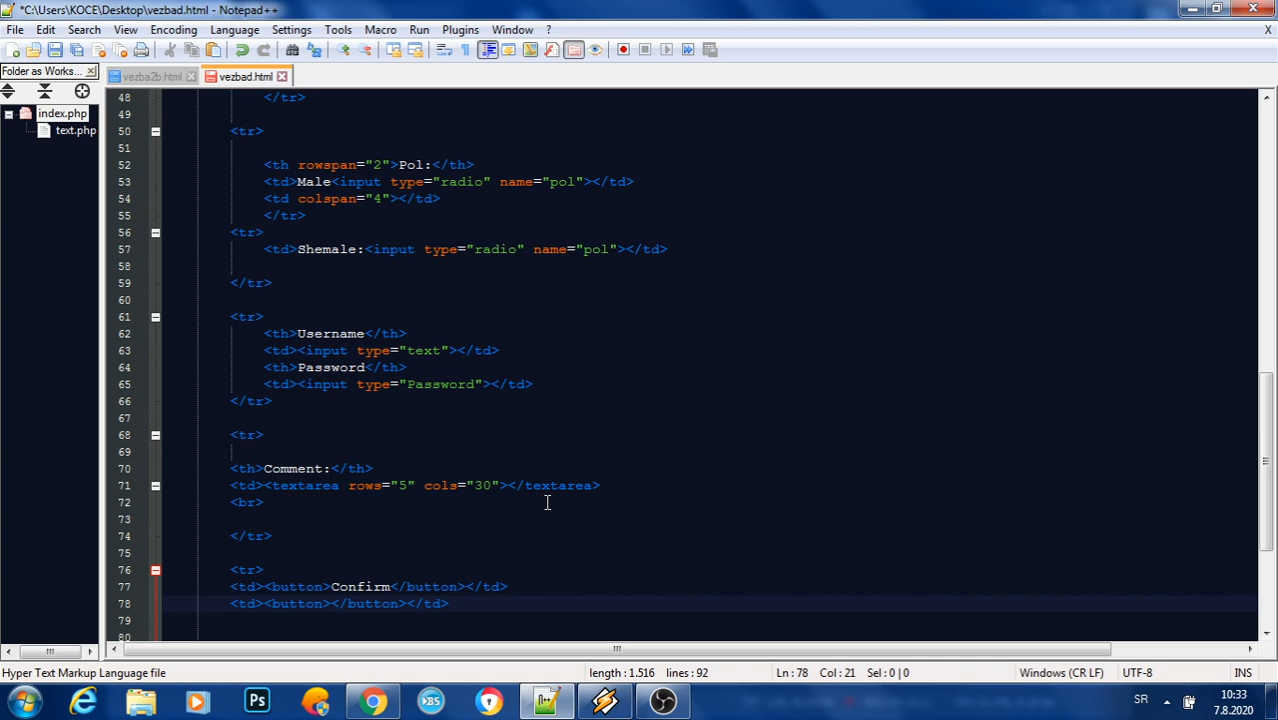 *C:\Users\KOCE\Desktop\vezbad.html - Notepad++
File Edit Search View Encoding Language Settings Tools Macro Run Plugins Window ? X
Folder as Works...
vezba2b.html vezbad.html
index.php
text.php
48 </tr>
49
50 <tr>
51
52 <th rowspan="2">Pol:</th>
53 <td>Male<input type="radio" name="pol"></td>
54 <td colspan="4"></td>
55 </tr>
56 <tr>
57 <td>Shemale:<input type="radio" name="pol"></td>
58
59 </tr>
60
61 <tr>
62 <th>Username</th>
63 <td><input type="text"></td>
64 <th>Password</th>
65 <td><input type="Password"></td>
66 </tr>
67
68 <tr>
69
70 <th>Comment:</th>
71 <td><textarea rows="5" cols="30"></textarea>
72 <br>
73
74 </tr>
75
76 <tr>
77 <td><button>Confirm</button></td>
78 <td><button></button></td>
79
80
Hyper Text Markup Language file length : 1.516 lines : 92 Ln : 78 Col : 21 Sel : 0 | 0 Windows (CR LF) UTF-8 INS
Ps BS n++ SR 10:33
7.8.2020